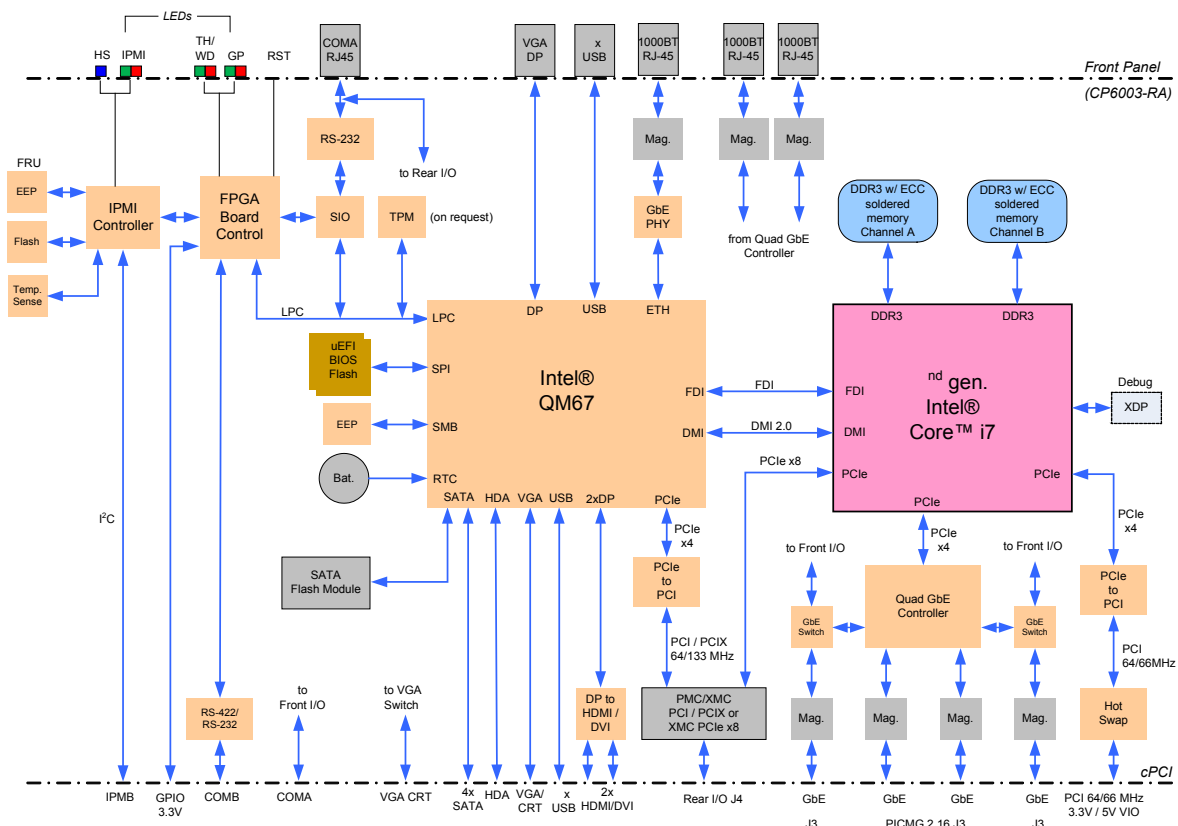 LEDs
HS IPMI
TH/
WD
GP
RST
COMA
RJ45
VGA
DP
x
USB
1000BT
RJ-45
1000BT
RJ-45
1000BT
RJ-45
Front Panel
(CP6003-RA)
RS-232
to Rear I/O
Mag.
Mag.
Mag.
FRU
EEP
Flash
Temp.
Sense
IPMI
Controller
FPGA
Board
Control
SIO
TPM
(on request)
GbE
PHY
from Quad GbE
Controller
DDR3 w/ ECC
soldered
memory
Channel A
DDR3 w/ ECC
soldered
memory
Channel B
LPC
LPC
DP
USB
ETH
DDR3
DDR3
uEFI
BIOS
Flash
SPI
Intel®
QM67
FDI
FDI
FDI
nd gen.
Intel®
Core™ i7
Debug
XDP
EEP
SMB
DMI
DMI 2.0
DMI
Bat.
RTC
PCIe x8
PCIe
PCIe
PCIe
SATA
HDA
VGA
USB
2xDP
PCIe
I²C
PCIe
x4
PCIe
x4
PCIe
x4
SATA
Flash Module
PCIe
to
PCI
to Front I/O
to Front I/O
Quad GbE
Controller
GbE
Switch
GbE
Switch
PCIe
to
PCI
PCI / PCIX
64/133 MHz
PCI
64/66MHz
RS-422/
RS-232
to
Front I/O
to VGA
Switch
DP to
HDMI /
DVI
PMC/XMC
PCI / PCIX or
XMC PCIe x8
Mag.
Mag.
Mag.
Mag.
Hot
Swap
cPCI
IPMB
GPIO
3.3V
COMB
COMA
VGA CRT
4x
SATA
HDA
VGA/
CRT
x
USB
2x
HDMI/DVI
Rear I/O J4
GbE
GbE
GbE
GbE
J3
PICMG 2.16 J3
J3
PCI 64/66 MHz
3.3V / 5V VIO